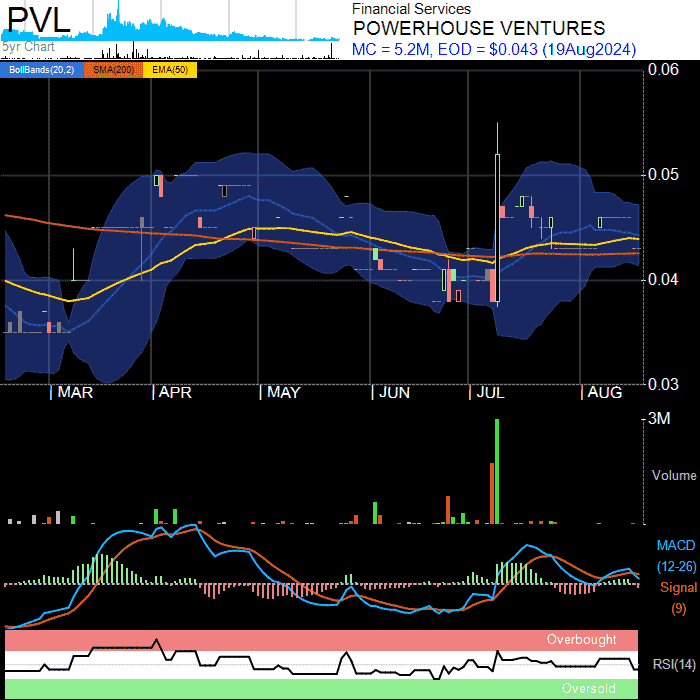 PVL
5yr Chart
Financial Services
POWERHOUSE VENTURES
MC = 5.2M, EOD = $0.043 (19Aug2024)
BollBands(20,2) SMA(200) EMA(50)
0.06
0.05
0.04
0.03
MAR APR MAY JUN JUL AUG
3M
Volume
MACD
(12-26)
Signal
(9)
Overbought
RSI(14)
Oversold